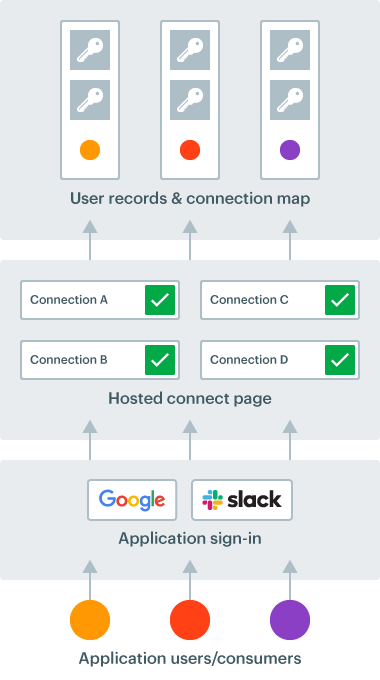 User records & connection map
Connection A
Connection C
Connection B
Connection D
Hosted connect page
Google
slack
Application sign-in
Application users/consumers